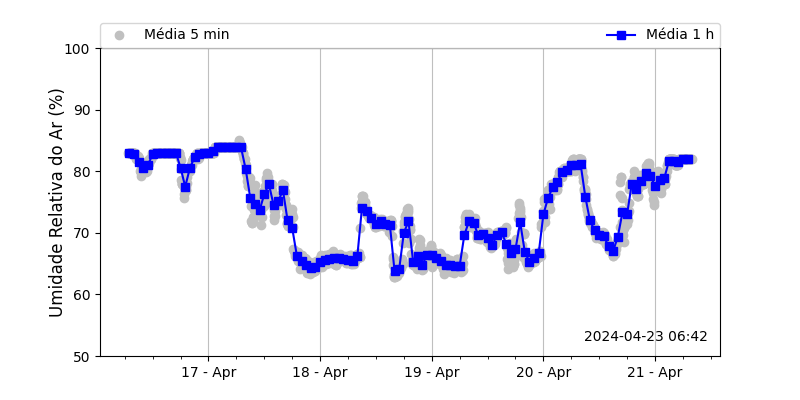 Média 5 min
Média 1 h
100
90
80
70
60
50
Umidade Relativa do Ar (%)
2024-04-23 06:42
17 - Apr
18 - Apr
19 - Apr
20 - Apr
21 - Apr